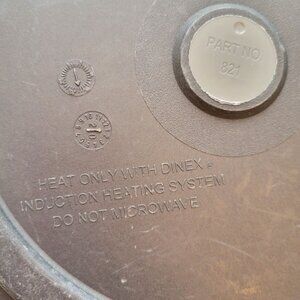 PART NO
821
HEAT ONLY WITH DINEX ®
INDUCTION HEATING SYSTEM
DO NOT MICROWAVE